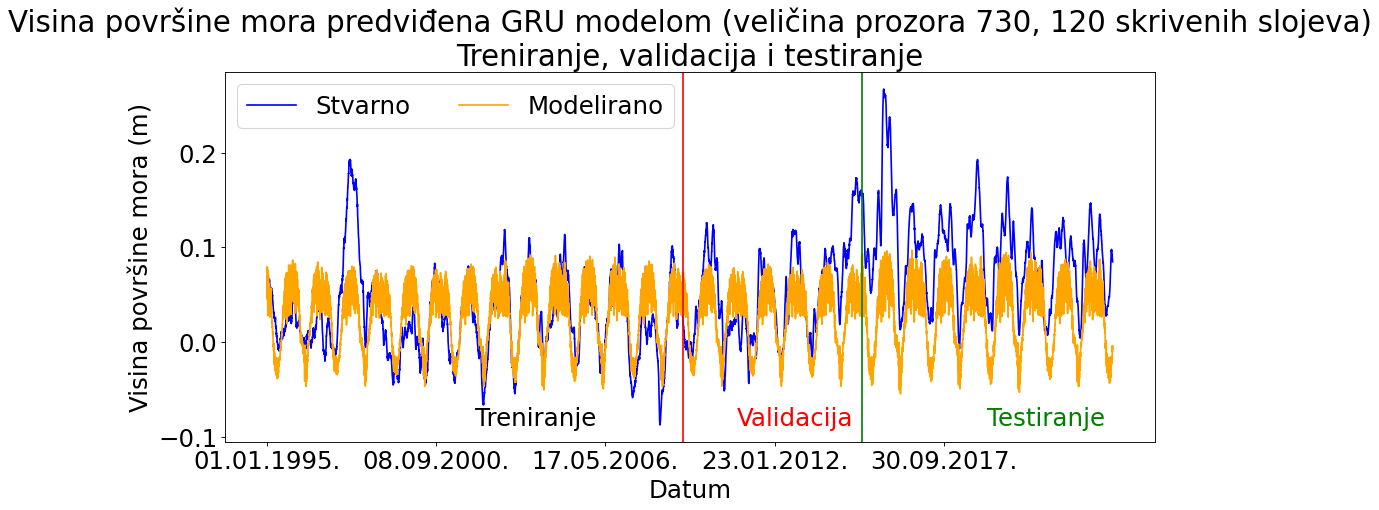 Visina površine mora predviđena GRU modelom (veličina prozora 730, 120 skrivenih slojeva)
Treniranje, validacija i testiranje
Stvarno
Modelirano
Visina površine mora (m)
0.2
0.1
0.0
−0.1
Treniranje
Validacija
Testiranje
01.01.1995.
08.09.2000.
17.05.2006.
23.01.2012.
30.09.2017.
Datum